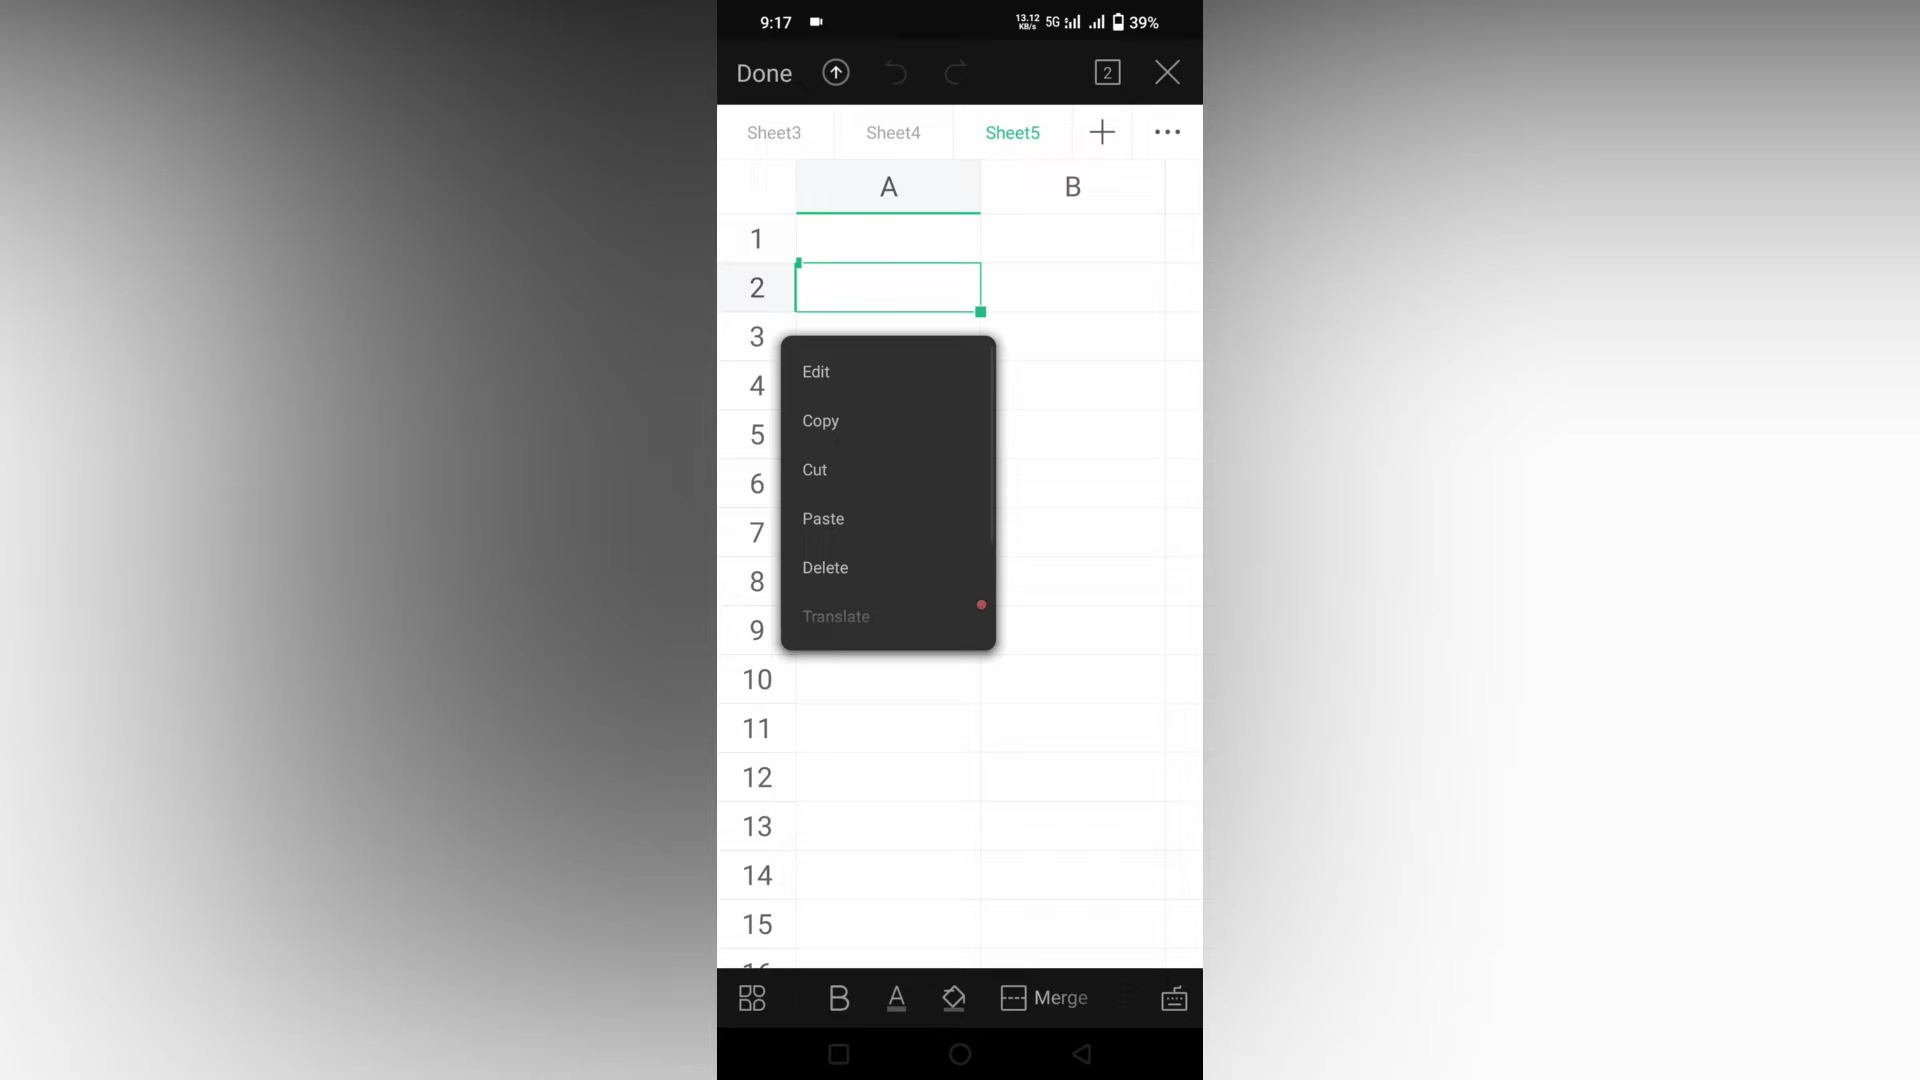 9:17 13.12 KB/s 5G 39%
Done 2
Sheet3 Sheet4 Sheet5
A B
1
2
3
4
5
6
7
8
9
10
11
12
13
14
15
16
Edit
Copy
Cut
Paste
Delete
Translate
B A Merge